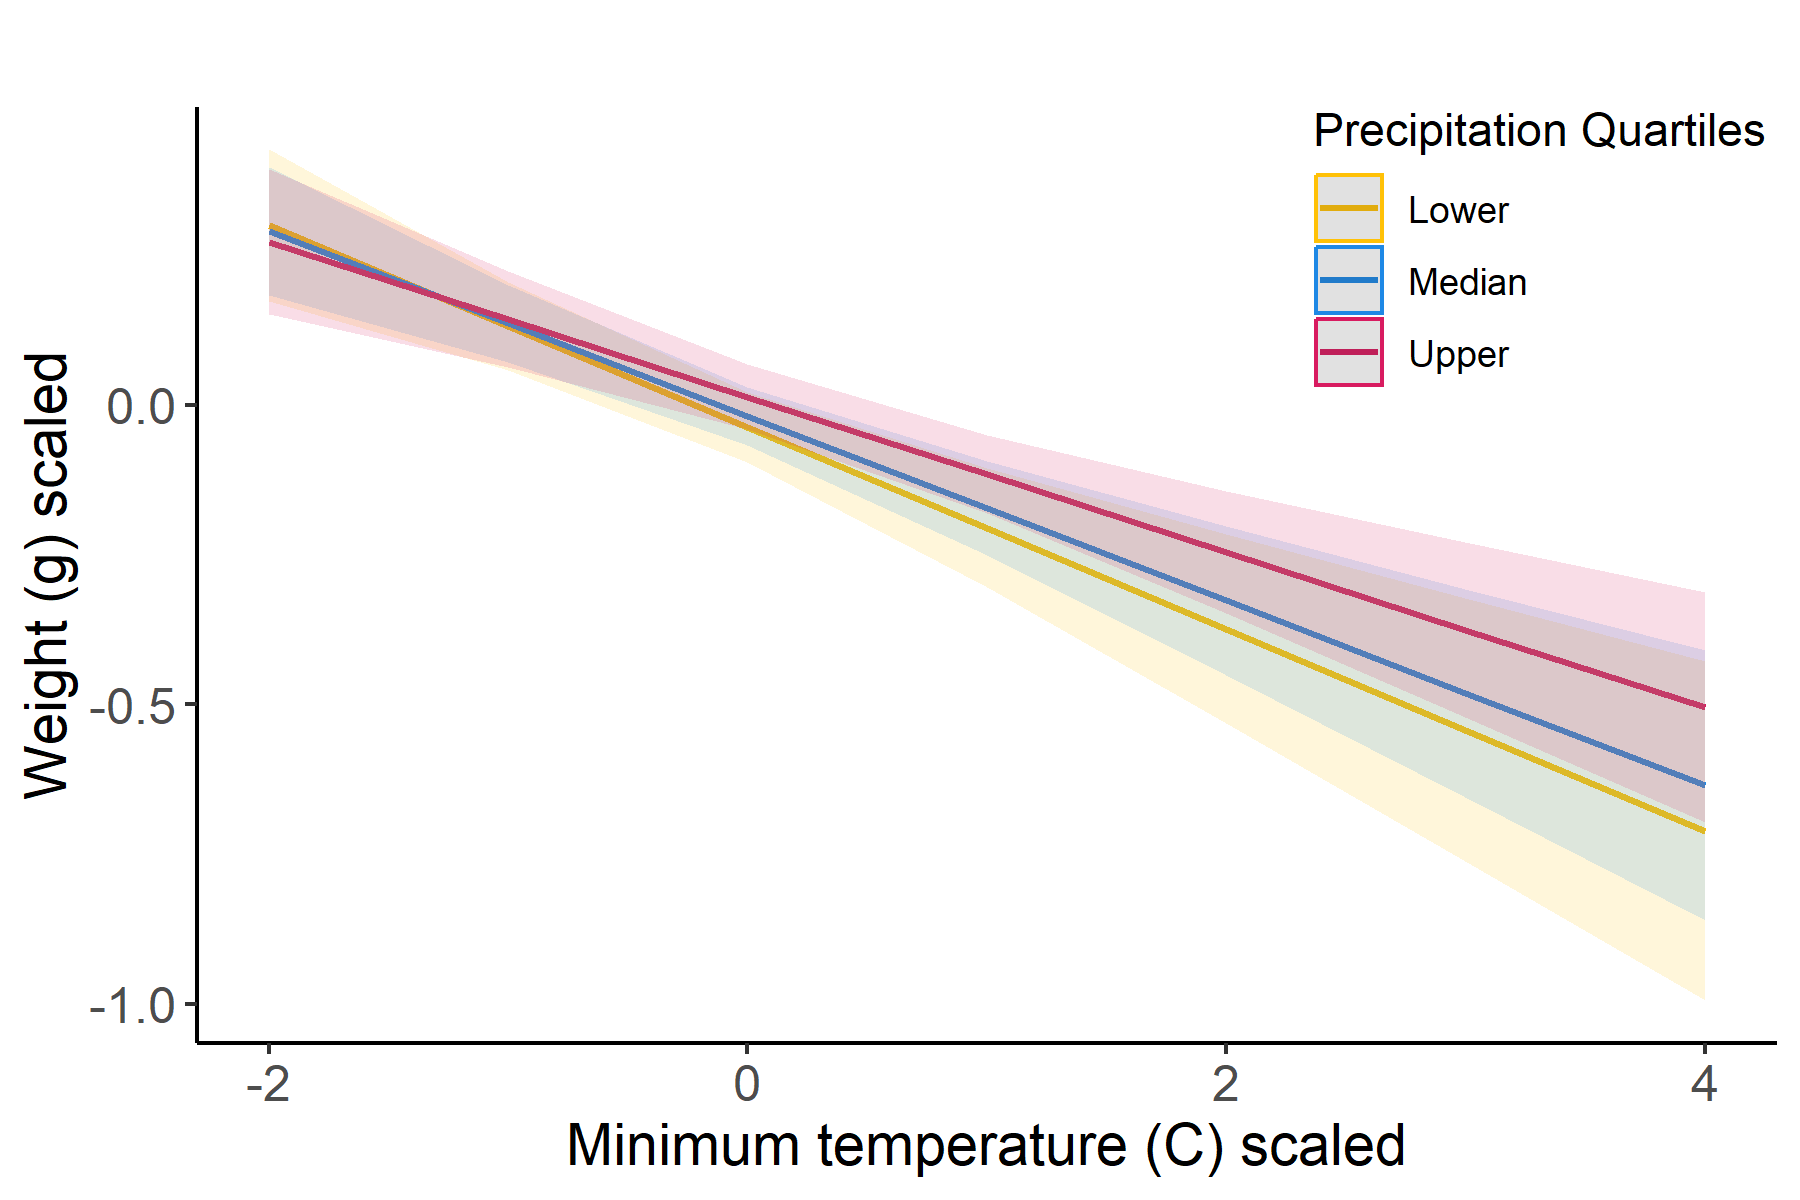 Precipitation Quartiles
Lower
Median
Upper
Weight (g) scaled
0.0
-0.5
-1.0
-2 0 2 4
Minimum temperature (C) scaled